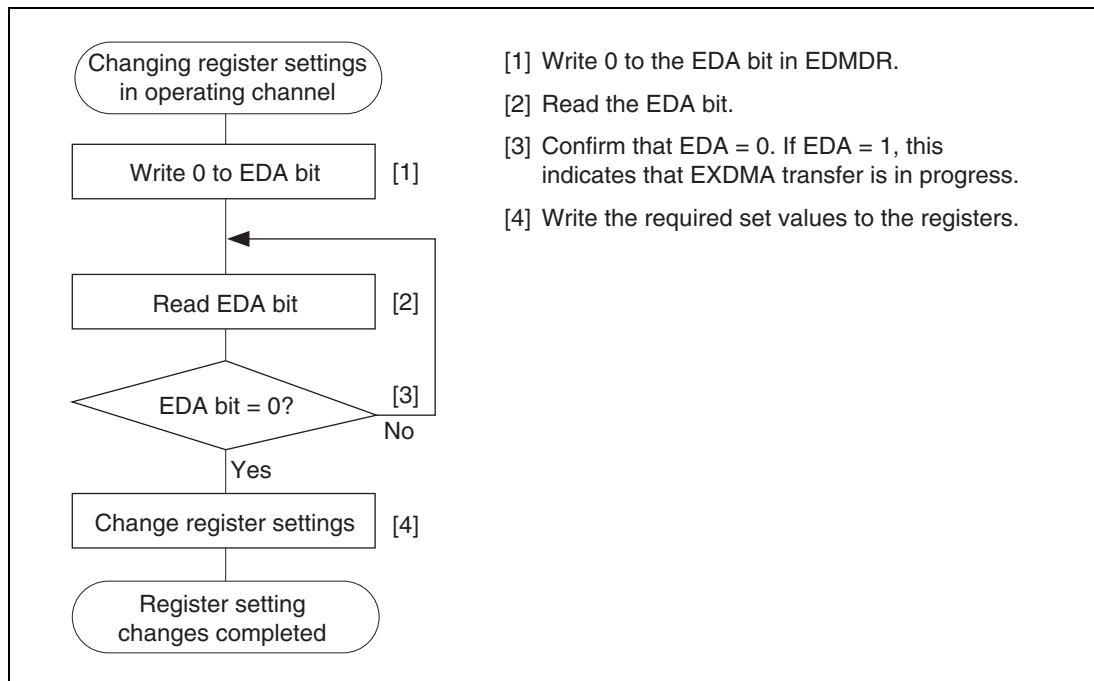 Changing register settings
in operating channel
Write 0 to EDA bit
[1]
Read EDA bit
[2]
EDA bit = 0?
[3]
No
Yes
Change register settings
[4]
Register setting
changes completed
[1] Write 0 to the EDA bit in EDMDR.
[2] Read the EDA bit.
[3] Confirm that EDA = 0. If EDA = 1, this
indicates that EXDMA transfer is in progress.
[4] Write the required set values to the registers.